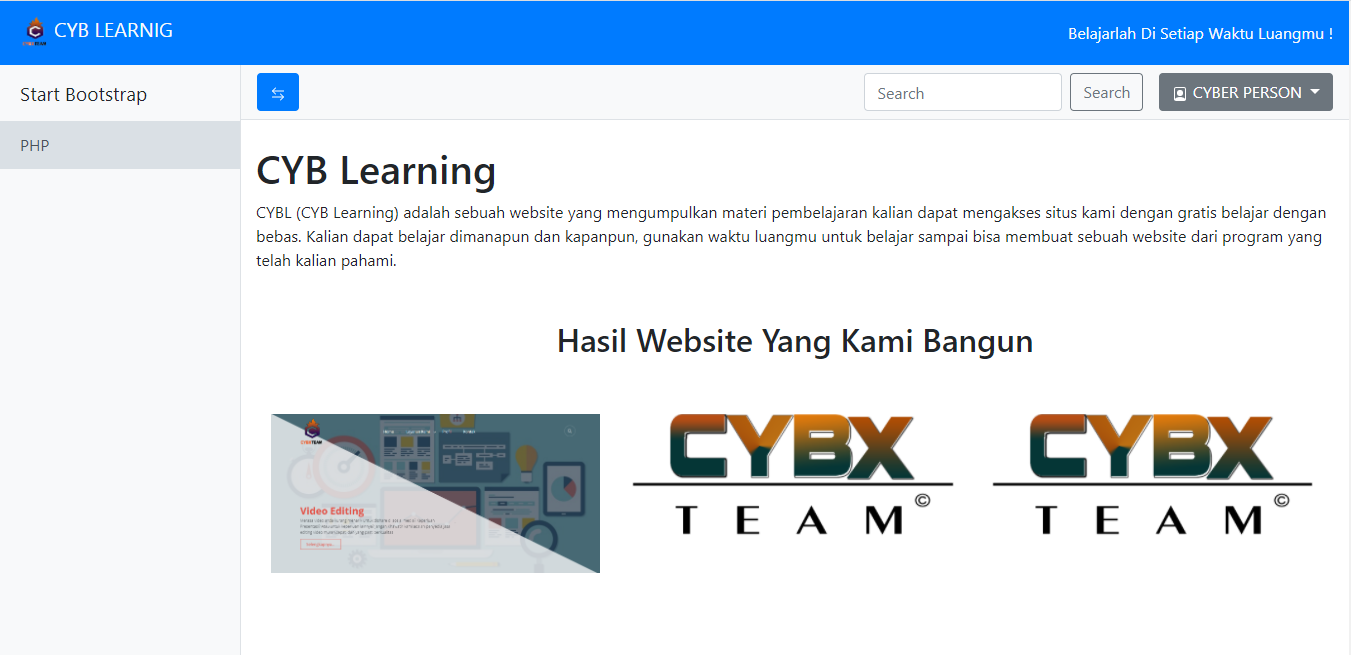 CYB LEARNIG
Belajarlah Di Setiap Waktu Luangmu !
Start Bootstrap
Search
Search
CYBER PERSON
PHP
CYB Learning
CYBL (CYB Learning) adalah sebuah website yang mengumpulkan materi pembelajaran kalian dapat mengakses situs kami dengan gratis belajar dengan
bebas. Kalian dapat belajar dimanapun dan kapanpun, gunakan waktu luangmu untuk belajar sampai bisa membuat sebuah website dari program yang
telah kalian pahami.
Hasil Website Yang Kami Bangun
Video Editing
CYBX
TEAM©
CYBX
TEAM©